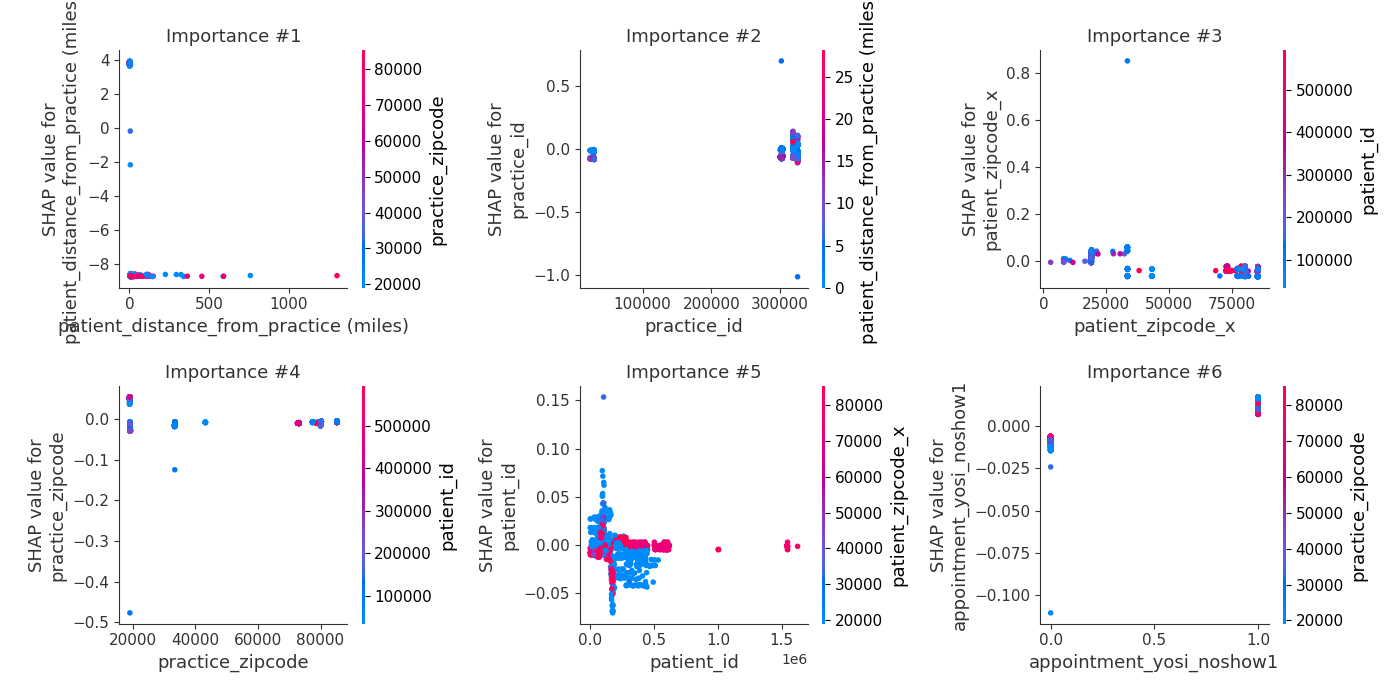 Importance #1
4
2
0
−2
−4
−6
−8
0
500
1000
SHAP value for
patient_distance_from_practice (miles)
patient_distance_from_practice (miles)
80000
70000
60000
50000
40000
30000
20000
practice_zipcode
Importance #2
0.5
0.0
−0.5
−1.0
100000
200000
300000
SHAP value for
practice_id
practice_id
25
20
15
10
5
0
patient_distance_from_practice (miles
Importance #3
0.8
0.6
0.4
0.2
0.0
0
25000
50000
75000
SHAP value for
patient_zipcode_x
patient_zipcode_x
500000
400000
300000
200000
100000
patient_id
Importance #4
0.0
−0.1
−0.2
−0.3
−0.4
−0.5
20000
40000
60000
80000
SHAP value for
practice_zipcode
practice_zipcode
500000
400000
300000
200000
100000
patient_id
Importance #5
0.15
0.10
0.05
0.00
−0.05
0.0
0.5
1.0
1.5
1e6
SHAP value for
patient_id
patient_id
80000
70000
60000
50000
40000
30000
20000
patient_zipcode_x
Importance #6
0.000
−0.025
−0.050
−0.075
−0.100
0.0
0.5
1.0
SHAP value for
appointment_yosi_noshow1
appointment_yosi_noshow1
80000
70000
60000
50000
40000
30000
20000
practice_zipcode